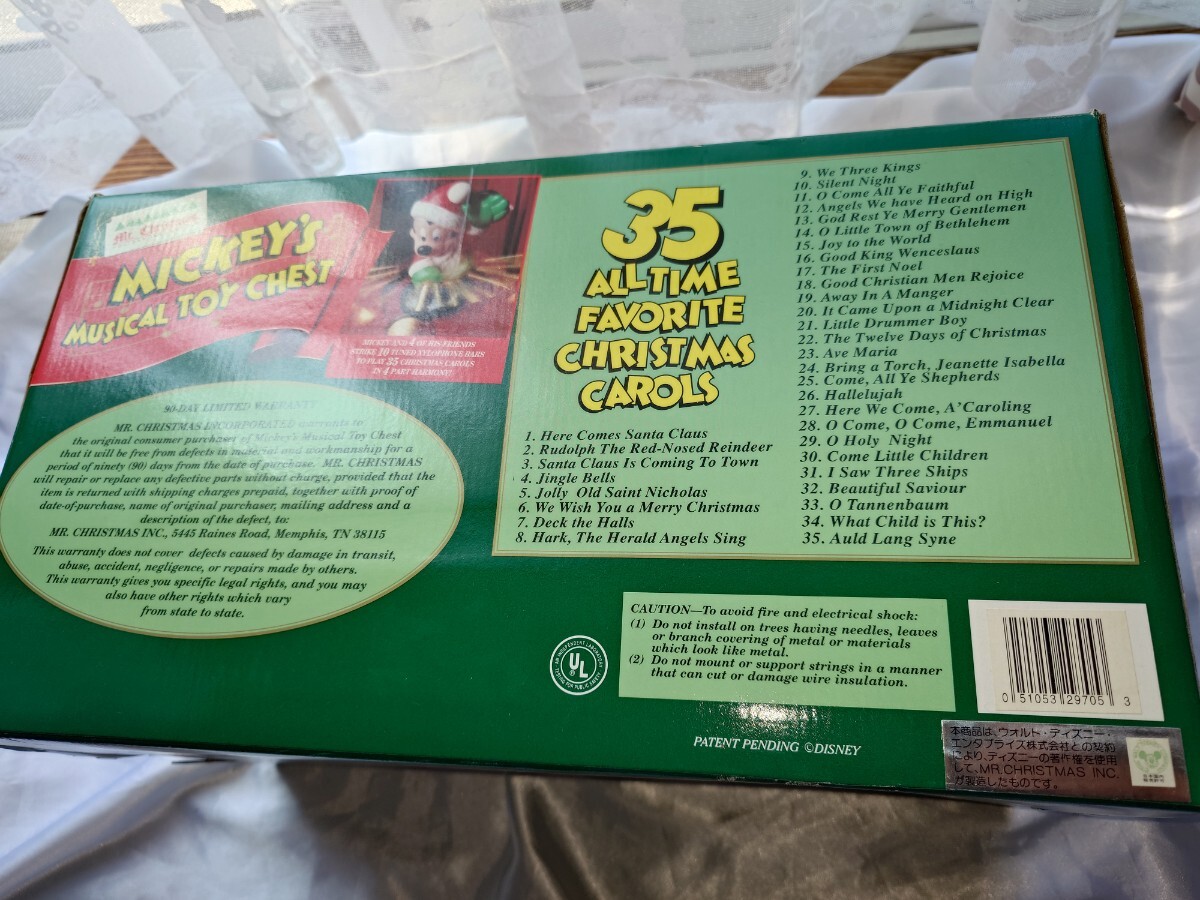 Mr. Christmas
MICKEY'S
MUSICAL TOY CHEST
MICKEY AND 4 OF HIS FRIENDS
STRIKE 16 TUNED XYLOPHONE BARS
TO PLAY 35 CHRISTMAS CAROLS
IN 4 PART HARMONY!
90-DAY LIMITED WARRANTY
MR. CHRISTMAS INCORPORATED warrants to
the original consumer purchaser of Mickey's Musical Toy Chest
that it will be free from defects in material and workmanship for a
period of ninety (90) days from the date of purchase. MR. CHRISTMAS
will repair or replace any defective parts without charge, provided that the
item is returned with shipping charges prepaid, together with proof of
date-of-purchase, name of original purchaser, mailing address and a
description of the defect, to:
MR. CHRISTMAS INC., 5445 Raines Road, Memphis, TN 38115
This warranty does not cover defects caused by damage in transit,
abuse, accident, negligence, or repairs made by others.
This warranty gives you specific legal rights, and you may
also have other rights which vary
from state to state.
35
ALL TIME
FAVORITE
CHRISTMAS
CAROLS
1. Here Comes Santa Claus
2. Rudolph The Red-Nosed Reindeer
3. Santa Claus Is Coming To Town
4. Jingle Bells
5. Jolly Old Saint Nicholas
6. We Wish You a Merry Christmas
7. Deck the Halls
8. Hark, The Herald Angels Sing
9. We Three Kings
10. Silent Night
11. O Come All Ye Faithful
12. Angels We have Heard on High
13. God Rest Ye Merry Gentlemen
14. O Little Town of Bethlehem
15. Joy to the World
16. Good King Wenceslaus
17. The First Noel
18. Good Christian Men Rejoice
19. Away In A Manger
20. It Came Upon a Midnight Clear
21. Little Drummer Boy
22. The Twelve Days of Christmas
23. Ave Maria
24. Bring a Torch, Jeanette Isabella
25. Come, All Ye Shepherds
26. Hallelujah
27. Here We Come, A'Caroling
28. O Come, O Come, Emmanuel
29. O Holy Night
30. Come Little Children
31. I Saw Three Ships
32. Beautiful Saviour
33. O Tannenbaum
34. What Child is This?
35. Auld Lang Syne
UL
CAUTION—To avoid fire and electrical shock:
(1) Do not install on trees having needles, leaves
or branch covering of metal or materials
which look like metal.
(2) Do not mount or support strings in a manner
that can cut or damage wire insulation.
0 51053 29705 3
PATENT PENDING ©DISNEY
本商品は、ウォルト・ディズニー・
エンタプライズ株式会社との契約
により、ディズニーの著作権を使用
して、MR.CHRISTMAS INC.
が製造したものです。